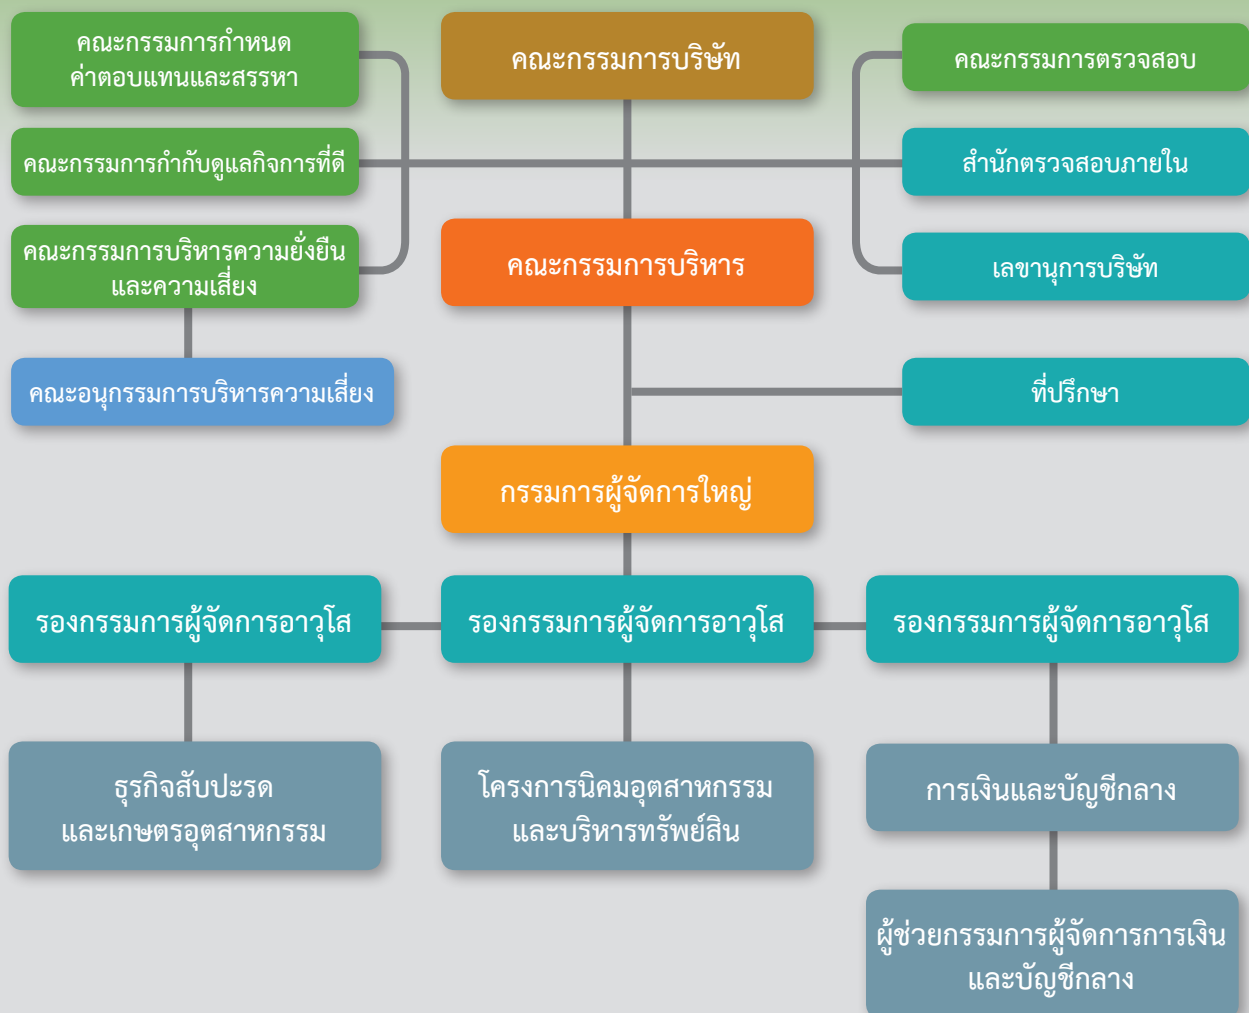 คณะกรรมการกำหนด
ค่าตอบแทนและสรรหา
คณะกรรมการบริษัท
คณะกรรมการตรวจสอบ
คณะกรรมการกำกับดูแลกิจการที่ดี
สำนักตรวจสอบภายใน
คณะกรรมการบริหารความยั่งยืน
และความเสี่ยง
คณะกรรมการบริหาร
เลขานุการบริษัท
คณะอนุกรรมการบริหารความเสี่ยง
ที่ปรึกษา
กรรมการผู้จัดการใหญ่
รองกรรมการผู้จัดการอาวุโส
รองกรรมการผู้จัดการอาวุโส
รองกรรมการผู้จัดการอาวุโส
ธุรกิจสับปะรด
และเกษตรอุตสาหกรรม
โครงการนิคมอุตสาหกรรม
และบริหารทรัพย์สิน
การเงินและบัญชีกลาง
ผู้ช่วยกรรมการผู้จัดการการเงิน
และบัญชีกลาง